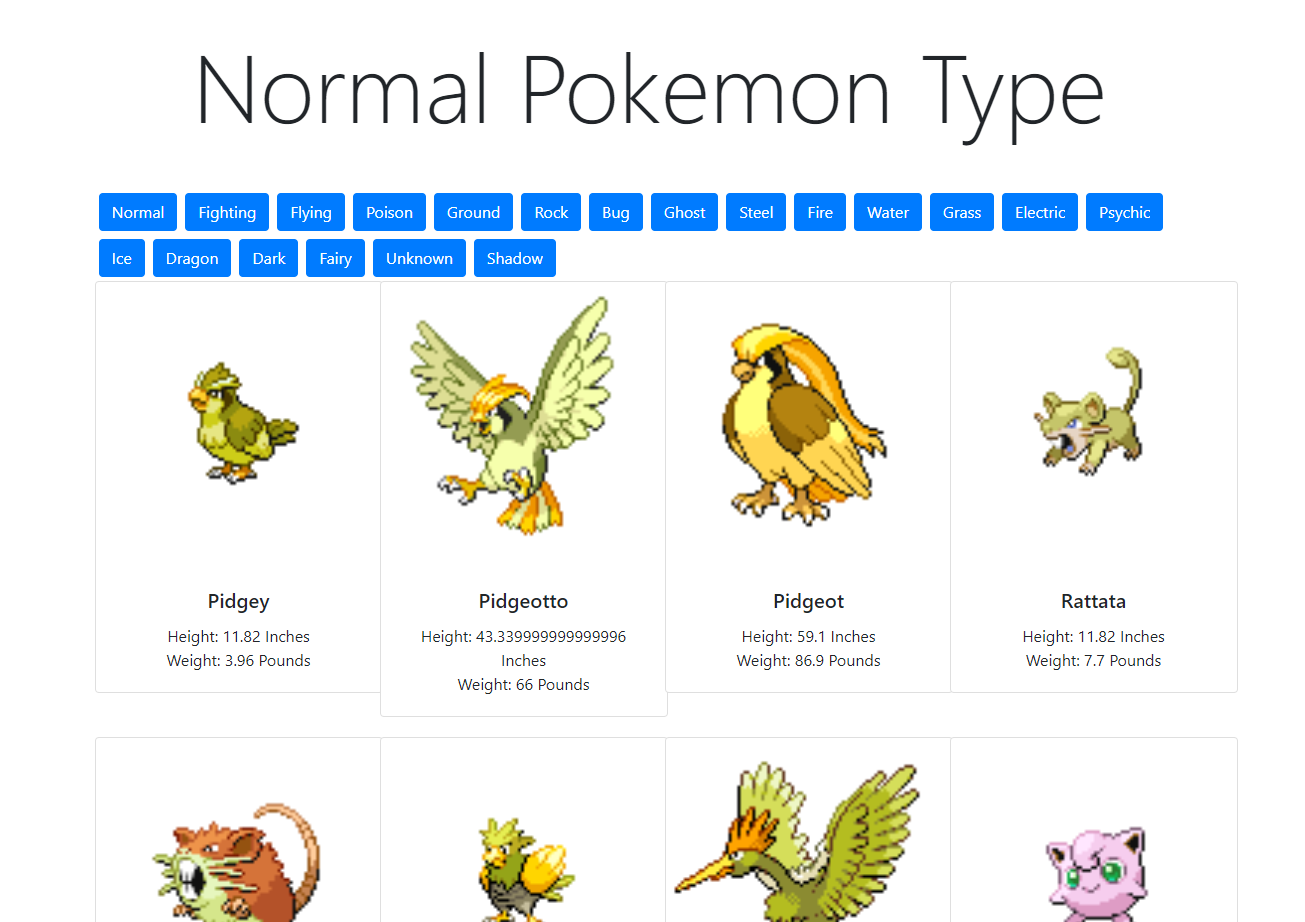 Normal Pokemon Type
Normal Fighting Flying Poison Ground Rock Bug Ghost Steel Fire Water Grass Electric Psychic
Ice Dragon Dark Fairy Unknown Shadow
Pidgey
Height: 11.82 Inches
Weight: 3.96 Pounds
Pidgeotto
Height: 43.339999999999996
Inches
Weight: 66 Pounds
Pidgeot
Height: 59.1 Inches
Weight: 86.9 Pounds
Rattata
Height: 11.82 Inches
Weight: 7.7 Pounds